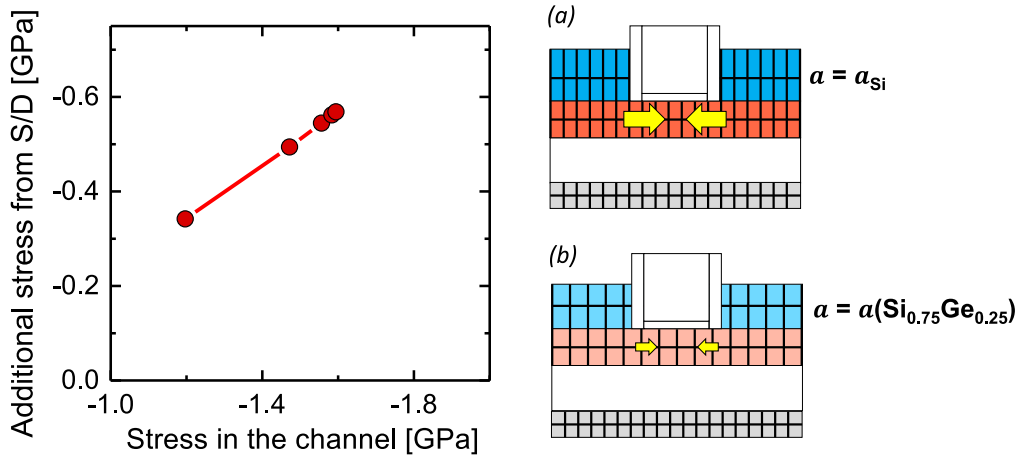 Additional stress from S/D [GPa]
-0.6
-0.4
-0.2
0.0
-1.0
-1.4
-1.8
Stress in the channel [GPa]
(a)
a = aSi
(b)
a = a(Si0.75Ge0.25)